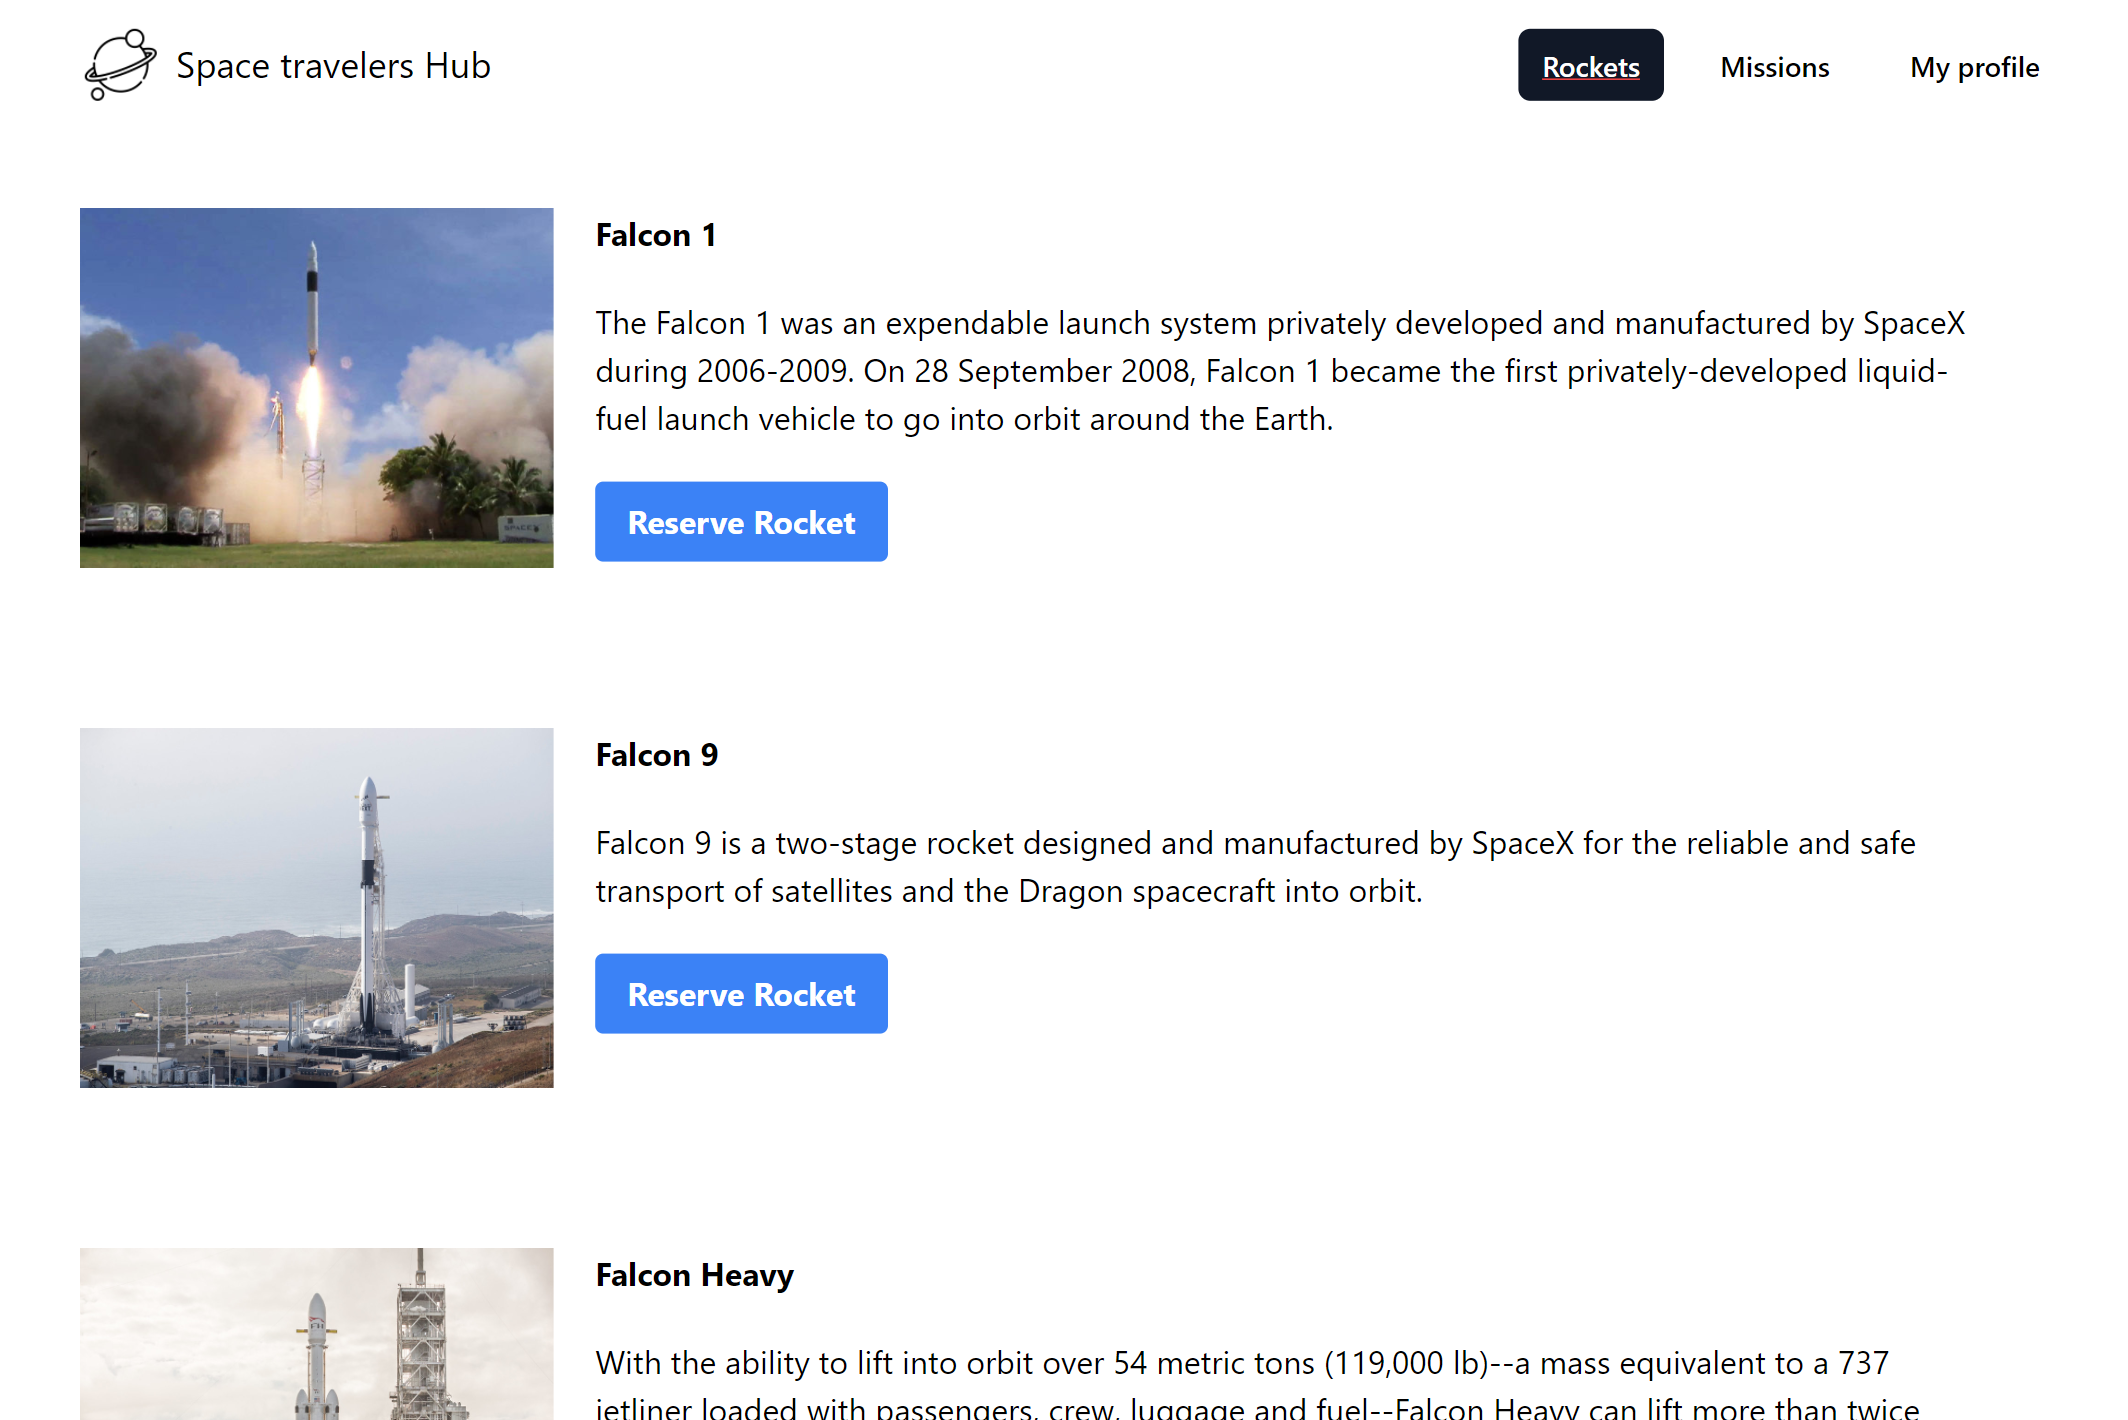 Space travelers Hub
Rockets
Missions
My profile
Falcon 1
The Falcon 1 was an expendable launch system privately developed and manufactured by SpaceX
during 2006-2009. On 28 September 2008, Falcon 1 became the first privately-developed liquid-
fuel launch vehicle to go into orbit around the Earth.
Reserve Rocket
SPACEX
Falcon 9
Falcon 9 is a two-stage rocket designed and manufactured by SpaceX for the reliable and safe
transport of satellites and the Dragon spacecraft into orbit.
Reserve Rocket
Falcon Heavy
With the ability to lift into orbit over 54 metric tons (119,000 lb)--a mass equivalent to a 737
jetliner loaded with passengers, crew, luggage and fuel--Falcon Heavy can lift more than twice